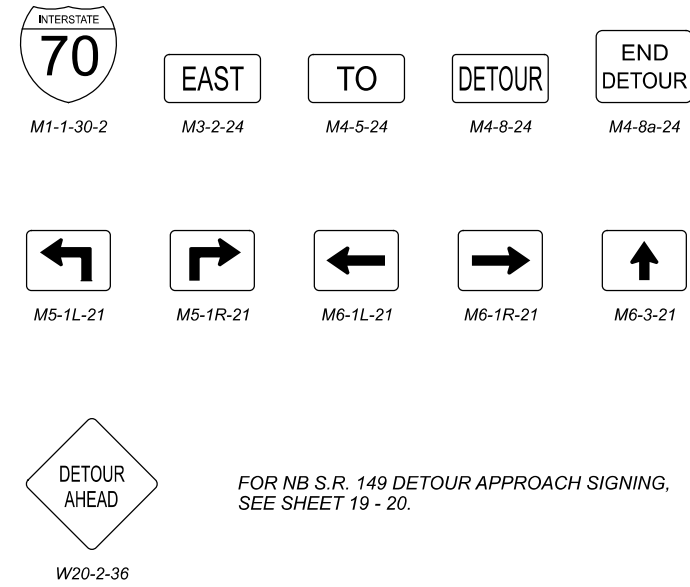 INTERSTATE
70
M1-1-30-2
EAST
M3-2-24
TO
M4-5-24
DETOUR
M4-8-24
END
DETOUR
M4-8a-24
M5-1L-21
M5-1R-21
M6-1L-21
M6-1R-21
M6-3-21
DETOUR
AHEAD
W20-2-36
FOR NB S.R. 149 DETOUR APPROACH SIGNING,
SEE SHEET 19 - 20.